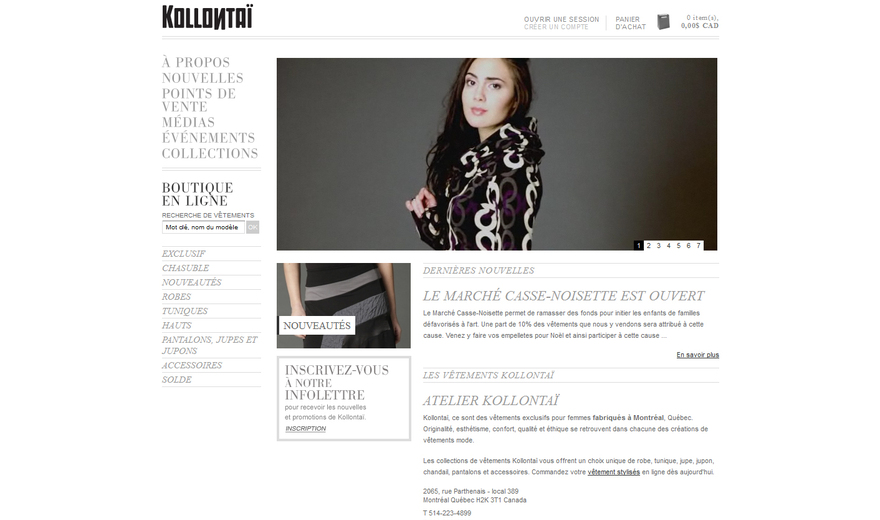 KOLLONTAÏ
OUVRIR UNE SESSION
CRÉER UN COMPTE
PANIER
D'ACHAT
0 item(s),
0,00$ CAD
À PROPOS
NOUVELLES
POINTS DE
VENTE
MÉDIAS
ÉVÉNEMENTS
COLLECTIONS
BOUTIQUE
EN LIGNE
RECHERCHE DE VÊTEMENTS
Mot clé, nom du modèle
OK
EXCLUSIF
CHASUBLE
NOUVEAUTÉS
ROBES
TUNIQUES
HAUTS
PANTALONS, JUPES ET
JUPONS
ACCESSOIRES
SOLDE
1 2 3 4 5 6 7
NOUVEAUTÉS
INSCRIVEZ-VOUS
À NOTRE
INFOLETTRE
pour recevoir les nouvelles
et promotions de Kollontaï.
INSCRIPTION
DERNIÈRES NOUVELLES
LE MARCHÉ CASSE-NOISETTE EST OUVERT
Le Marché Casse-Noisette permet de ramasser des fonds pour initier les enfants de familles
défavorisés à l'art. Une part de 10% des vêtements que nous y vendons sera attribué à cette
cause. Venez y faire vos empeletes pour Noël et ainsi participer à cette cause ...
En savoir plus
LES VÊTEMENTS KOLLONTAÏ
ATELIER KOLLONTAÏ
Kollontaï, ce sont des vêtements exclusifs pour femmes fabriqués à Montréal, Québec.
Originalité, esthétisme, confort, qualité et éthique se retrouvent dans chacune des créations de
vêtements mode.
Les collections de vêtements Kollontaï vous offrent un choix unique de robe, tunique, jupe, jupon,
chandail, pantalons et accessoires. Commandez votre vêtement stylisés en ligne dès aujourd'hui.
2065, rue Parthenais - local 389
Montréal Québec H2K 3T1 Canada
T 514-223-4899